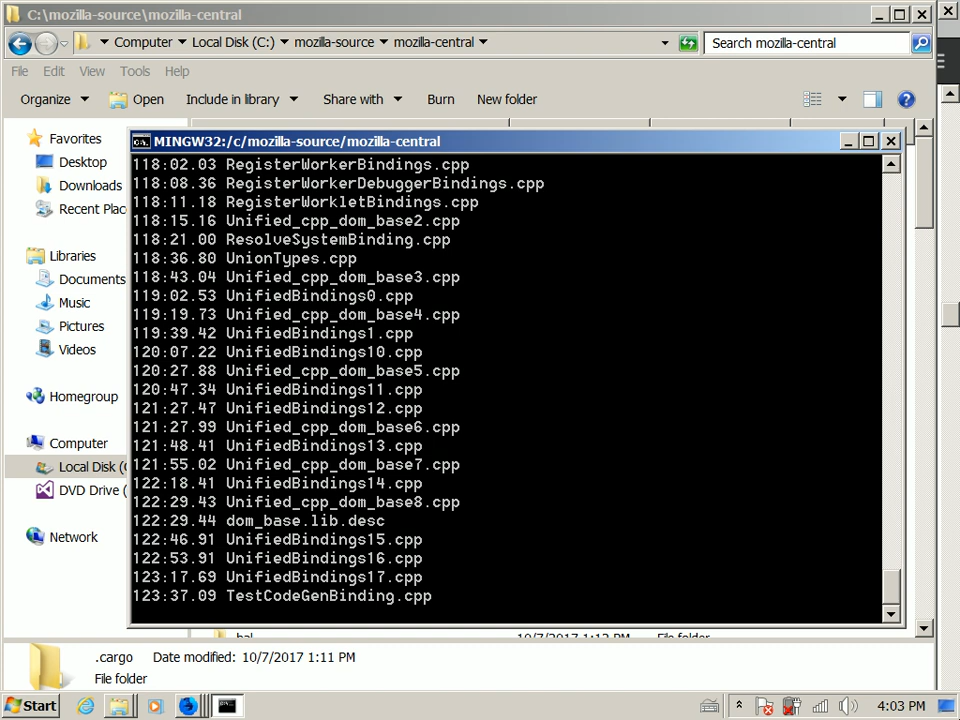 C:\mozilla-source\mozilla-central
Computer Local Disk (C:) mozilla-source mozilla-central
Search mozilla-central
File Edit View Tools Help
Organize Open Include in library Share with Burn New folder
Favorites
Desktop
Downloads
Recent Plac
Libraries
Documents
Music
Pictures
Videos
Homegroup
Computer
Local Disk (
DVD Drive (
Network
MINGW32:/c/mozilla-source/mozilla-central
118:02.03 RegisterWorkerBindings.cpp
118:08.36 RegisterWorkerDebuggerBindings.cpp
118:11.18 RegisterWorkletBindings.cpp
118:15.16 Unified_cpp_dom_base2.cpp
118:21.00 ResolveSystemBinding.cpp
118:36.80 UnionTypes.cpp
118:43.04 Unified_cpp_dom_base3.cpp
119:02.53 UnifiedBindings0.cpp
119:19.73 Unified_cpp_dom_base4.cpp
119:39.42 UnifiedBindings1.cpp
120:07.22 UnifiedBindings10.cpp
120:27.88 Unified_cpp_dom_base5.cpp
120:47.34 UnifiedBindings11.cpp
121:27.47 UnifiedBindings12.cpp
121:27.99 Unified_cpp_dom_base6.cpp
121:48.41 UnifiedBindings13.cpp
121:55.02 Unified_cpp_dom_base7.cpp
122:18.41 UnifiedBindings14.cpp
122:29.43 Unified_cpp_dom_base8.cpp
122:29.44 dom_base.lib.desc
122:46.91 UnifiedBindings15.cpp
122:53.91 UnifiedBindings16.cpp
123:17.69 UnifiedBindings17.cpp
123:37.09 TestCodeGenBinding.cpp
hal 10/7/2017 1:12 PM File folder
.cargo Date modified: 10/7/2017 1:11 PM
File folder
Start
4:03 PM